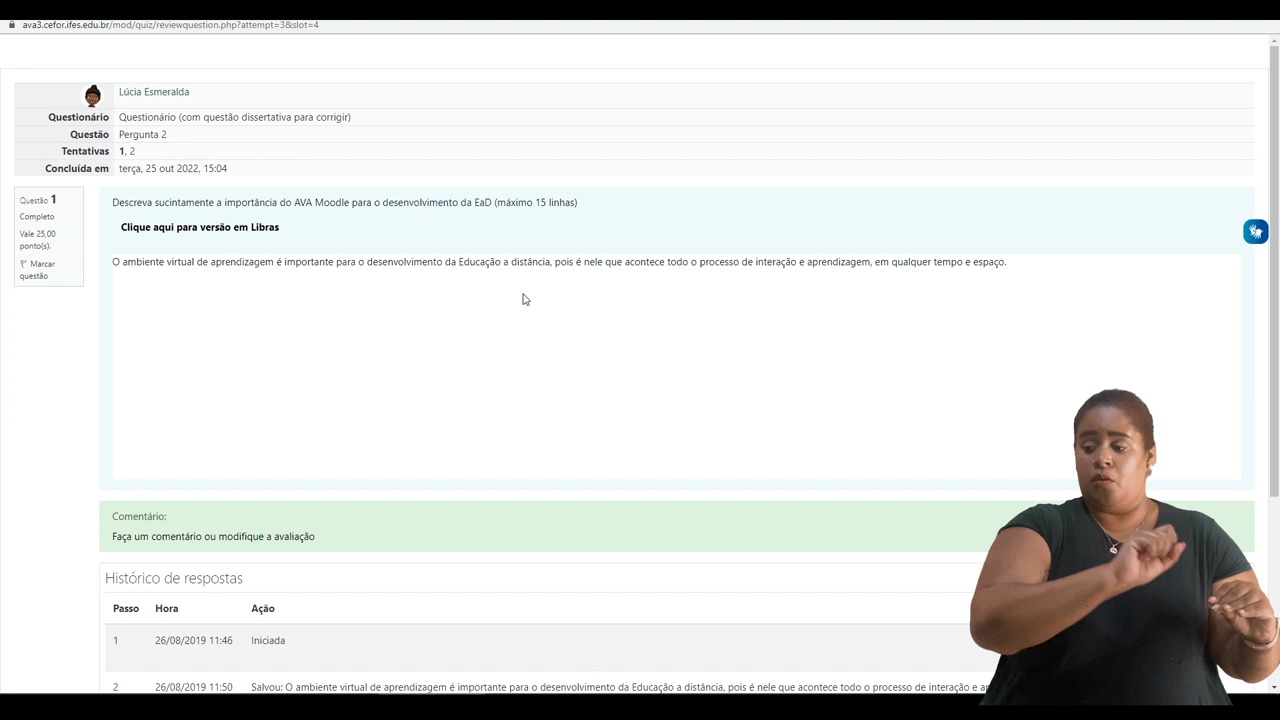 ava3.cefor.ifes.edu.br/mod/quiz/reviewquestion.php?attempt=3&slot=4
Lúcia Esmeralda
Questionário Questionário (com questão dissertativa para corrigir)
Questão Pergunta 2
Tentativas 1, 2
Concluída em terça, 25 out 2022, 15:04
Questão 1
Completo
Vale 25,00
ponto(s).
Marcar
questão
Descreva sucintamente a importância do AVA Moodle para o desenvolvimento da EaD (máximo 15 linhas)
Clique aqui para versão em Libras
O ambiente virtual de aprendizagem é importante para o desenvolvimento da Educação a distância, pois é nele que acontece todo o processo de interação e aprendizagem, em qualquer tempo e espaço.
Comentário:
Faça um comentário ou modifique a avaliação
Histórico de respostas
Passo Hora Ação
1 26/08/2019 11:46 Iniciada
2 26/08/2019 11:50 Salvou: O ambiente virtual de aprendizagem é importante para o desenvolvimento da Educação a distância, pois é nele que acontece todo o processo de interação e